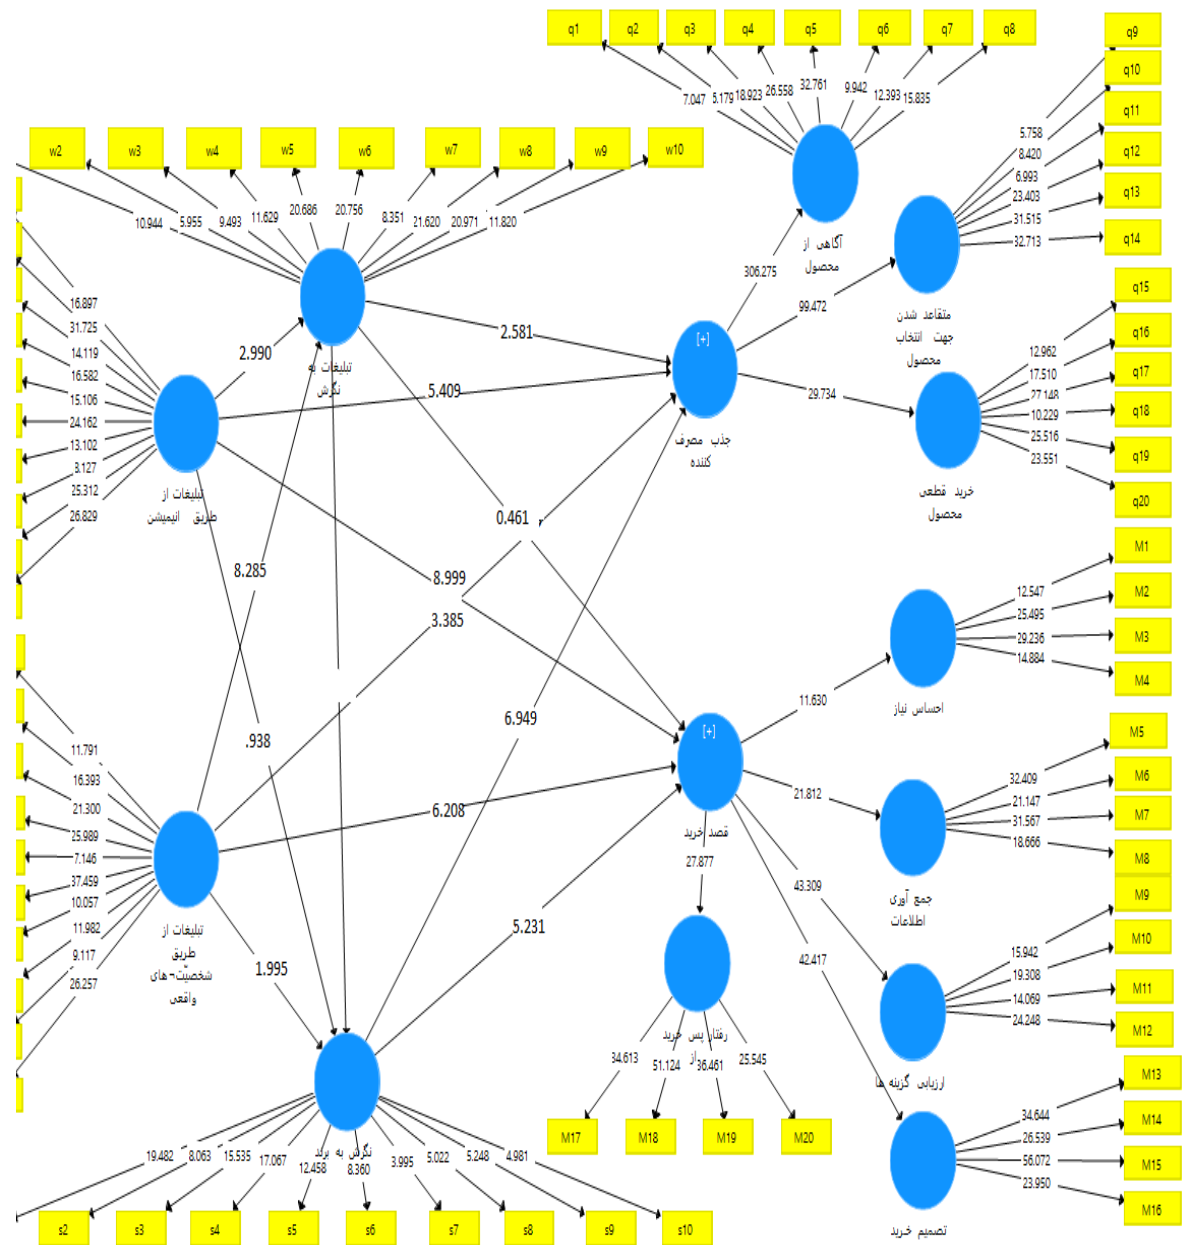 q1 q2 q3 q4 q5 q6 q7 q8
q9
q10
q11
q12
q13
q14
7.047 5.179 18.923 26.558 32.761 9.942 12.393 15.835
5.758
8.420
6.993
23.403
31.515
32.713
w2 w3 w4 w5 w6 w7 w8 w9 w10
10.944 5.955 9.493 11.629 20.686 20.756 8.351 21.620 20.971 11.820
آگاهی از
محصول
متقاعد شدن
جهت انتخاب
محصول
306.275
99.472
[+]
جذب مصرف
کننده
29.734
q15
q16
q17
q18
q19
q20
12.962
17.510
27.148
10.229
25.516
23.551
خرید قطعی
محصول
16.897
31.725
14.119
16.582
15.106
24.162
13.102
3.127
25.312
26.829
2.990
تبلیغات به
نگرش
2.581
5.409
تبلیغات از
طریق انیمیشن
0.461
8.285
8.999
3.385
6.949
.938
6.208
1.995
5.231
M1
M2
M3
M4
12.547
25.495
29.236
14.884
احساس نیاز
11.630
[+]
قصد خرید
21.812
27.877
43.309
42.417
M5
M6
M7
M8
32.409
21.147
31.567
18.666
جمع آوری
اطلاعات
11.791
16.393
21.300
25.989
7.146
37.459
10.057
11.982
9.117
26.257
تبلیغات از
طریق
شخصیّت¬های
واقعی
M9
M10
M11
M12
15.942
19.308
14.069
24.248
ارزیابی گزینه ها
رفتار پس خرید
از
34.613 51.124 36.461 25.545
M17 M18 M19 M20
M13
M14
M15
M16
34.644
26.539
56.072
23.950
تصمیم خرید
نگرش به برند
19.482 8.063 15.535 17.067 12.458 8.360 3.995 5.022 5.248 4.981
s2 s3 s4 s5 s6 s7 s8 s9 s10